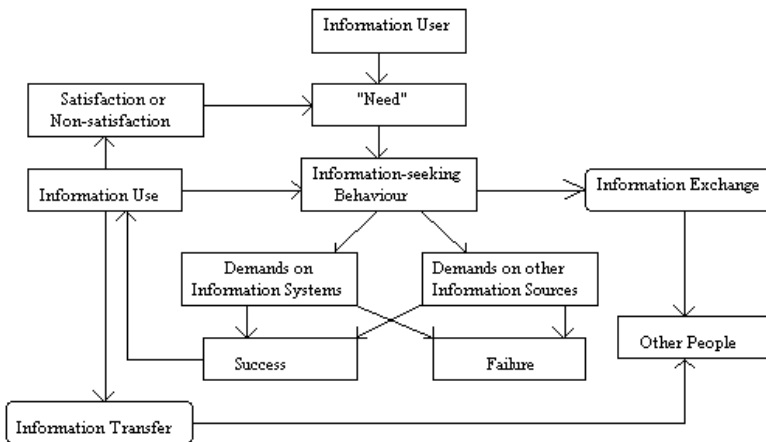 Information User
Satisfaction or
Non-satisfaction
"Need"
Information-seeking
Behaviour
Information Use
Information Exchange
Demands on
Information Systems
Demands on other
Information Sources
Success
Failure
Other People
Information Transfer